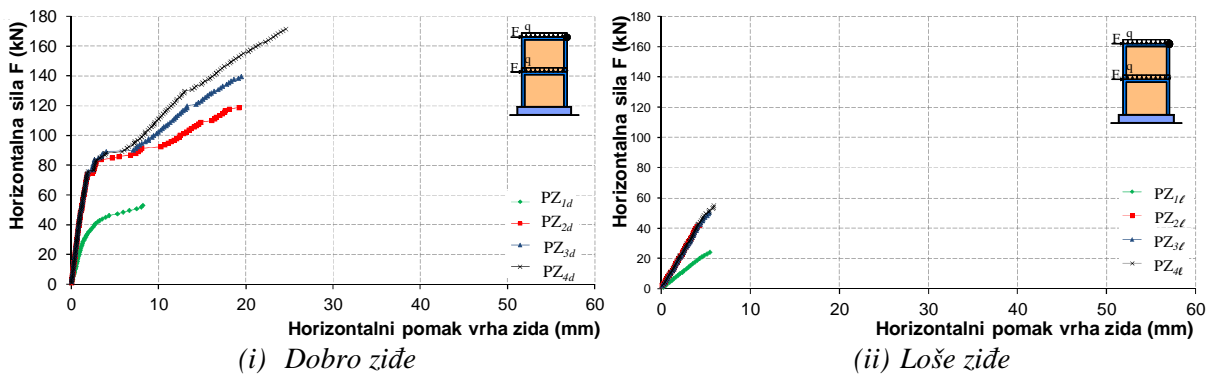 Horizontalna sila F (kN)
180
160
140
120
100
80
60
40
20
0
0 10 20 30 40 50 60
Horizontalni pomak vrha zida (mm)
q
F
q
F
PZ1d
PZ2d
PZ3d
PZ4d
(i) Dobro ziđe
Horizontalna sila F (kN)
180
160
140
120
100
80
60
40
20
0
0 10 20 30 40 50 60
Horizontalni pomak vrha zida (mm)
q
F
q
F
PZ1ℓ
PZ2ℓ
PZ3ℓ
PZ4ℓ
(ii) Loše ziđe